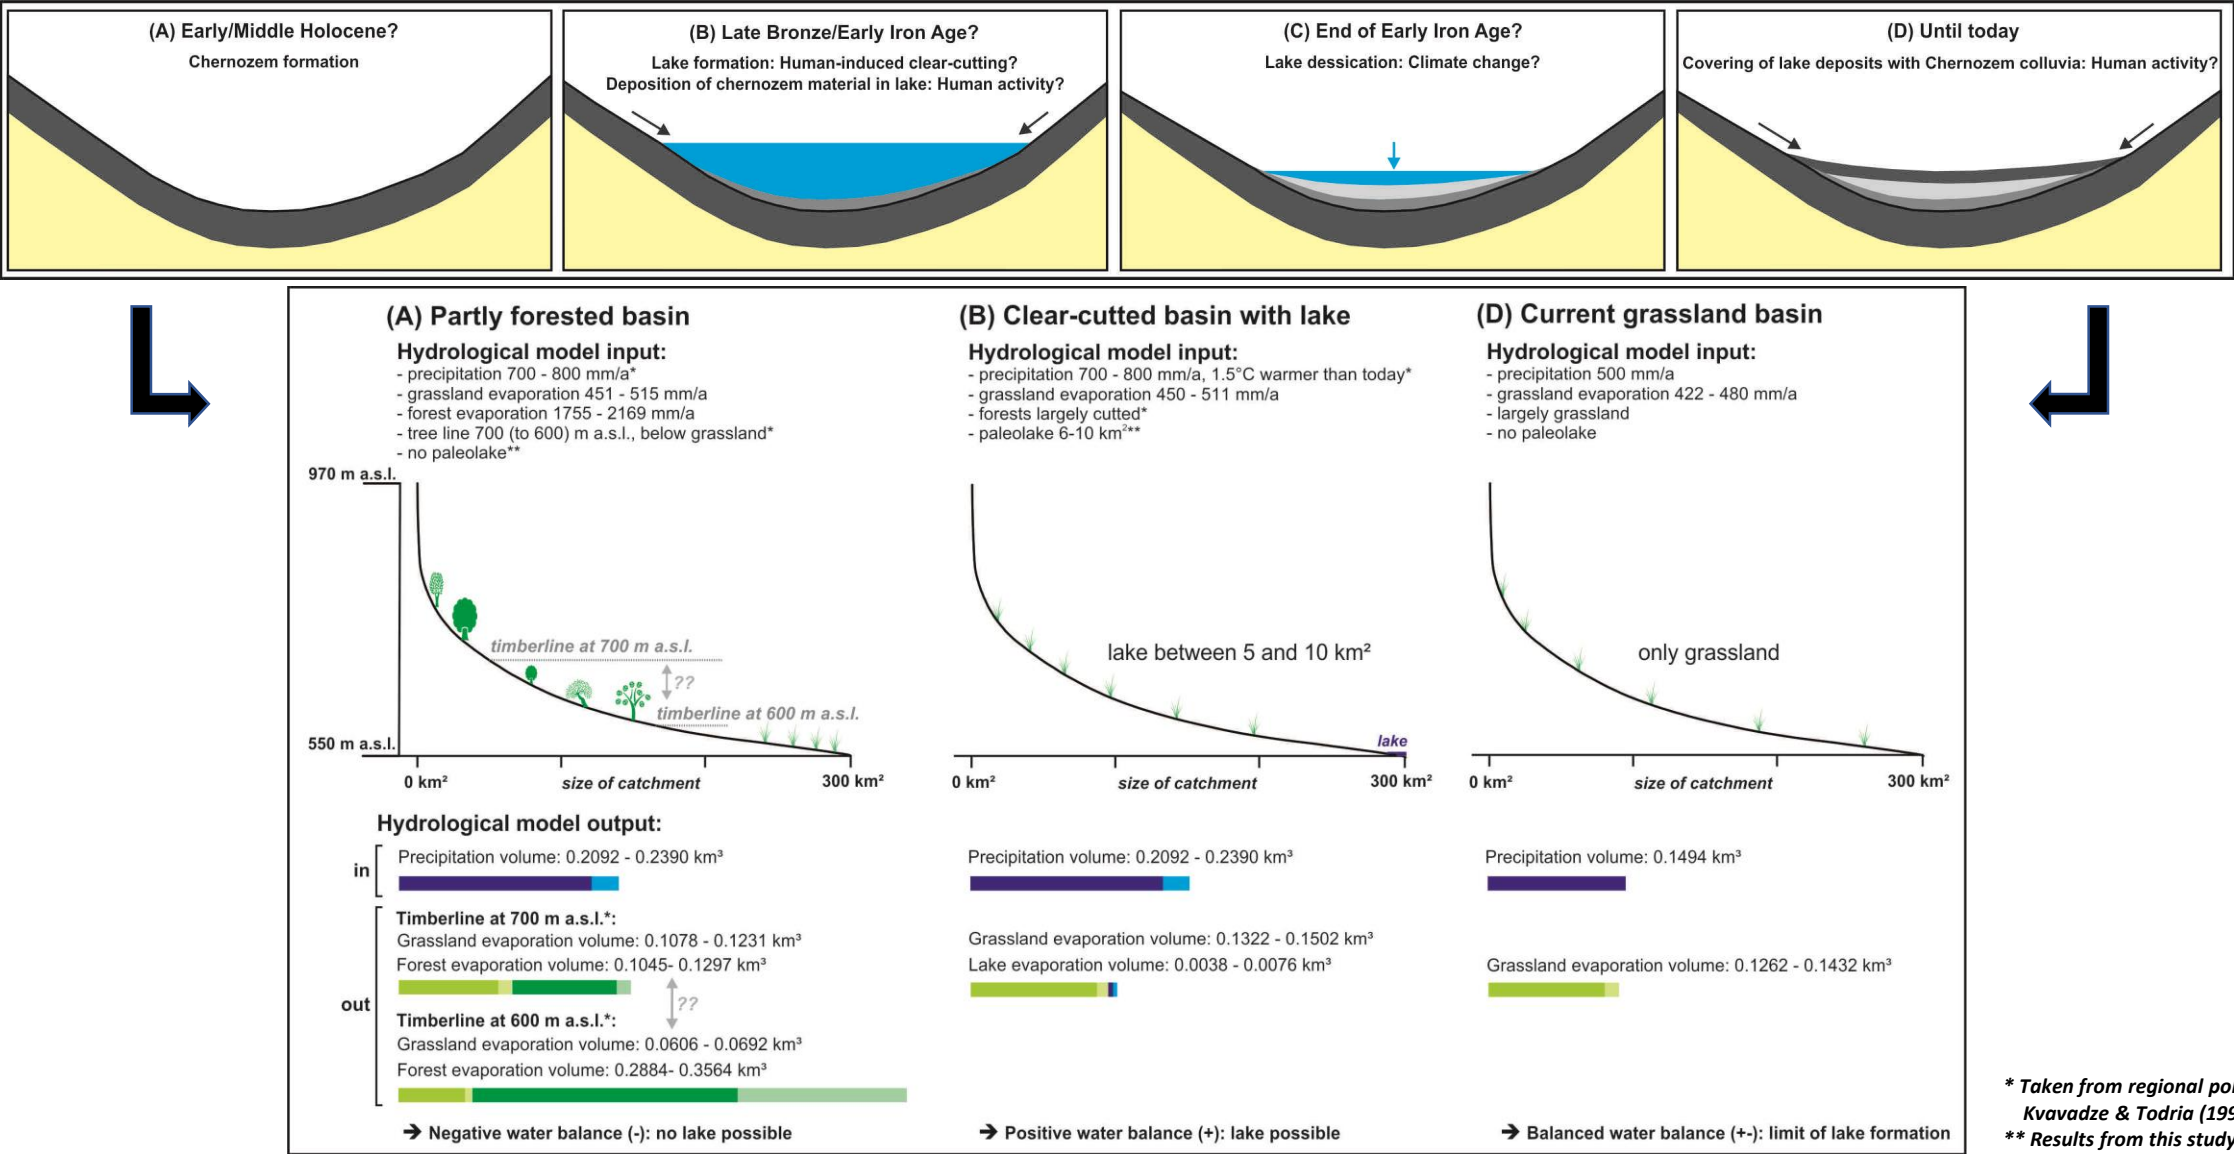 (A) Early/Middle Holocene?
Chernozem formation
(B) Late Bronze/Early Iron Age?
Lake formation: Human-induced clear-cutting?
Deposition of chernozem material in lake: Human activity?
(C) End of Early Iron Age?
Lake dessication: Climate change?
(D) Until today
Covering of lake deposits with Chernozem colluvia: Human activity?
(A) Partly forested basin
Hydrological model input:
- precipitation 700 - 800 mm/a*
- grassland evaporation 451 - 515 mm/a
- forest evaporation 1755 - 2169 mm/a
- tree line 700 (to 600) m a.s.l., below grassland*
- no paleolake**
970 m a.s.l.
timberline at 700 m a.s.l.
??
timberline at 600 m a.s.l.
550 m a.s.l.
0 km²
size of catchment
300 km²
(B) Clear-cutted basin with lake
Hydrological model input:
- precipitation 700 - 800 mm/a, 1.5°C warmer than today*
- grassland evaporation 450 - 511 mm/a
- forests largely cutted*
- paleolake 6-10 km²**
lake between 5 and 10 km²
lake
0 km²
size of catchment
300 km²
(D) Current grassland basin
Hydrological model input:
- precipitation 500 mm/a
- grassland evaporation 422 - 480 mm/a
- largely grassland
- no paleolake
only grassland
0 km²
size of catchment
300 km²
Hydrological model output:
in
Precipitation volume: 0.2092 - 0.2390 km³
out
Timberline at 700 m a.s.l.*:
Grassland evaporation volume: 0.1078 - 0.1231 km³
Forest evaporation volume: 0.1045- 0.1297 km³
??
Timberline at 600 m a.s.l.*:
Grassland evaporation volume: 0.0606 - 0.0692 km³
Forest evaporation volume: 0.2884- 0.3564 km³
➔ Negative water balance (-): no lake possible
Precipitation volume: 0.2092 - 0.2390 km³
Grassland evaporation volume: 0.1322 - 0.1502 km³
Lake evaporation volume: 0.0038 - 0.0076 km³
➔ Positive water balance (+): lake possible
Precipitation volume: 0.1494 km³
Grassland evaporation volume: 0.1262 - 0.1432 km³
➔ Balanced water balance (+-): limit of lake formation
* Taken from regional
Kvavadze & Todria
** Results from this study